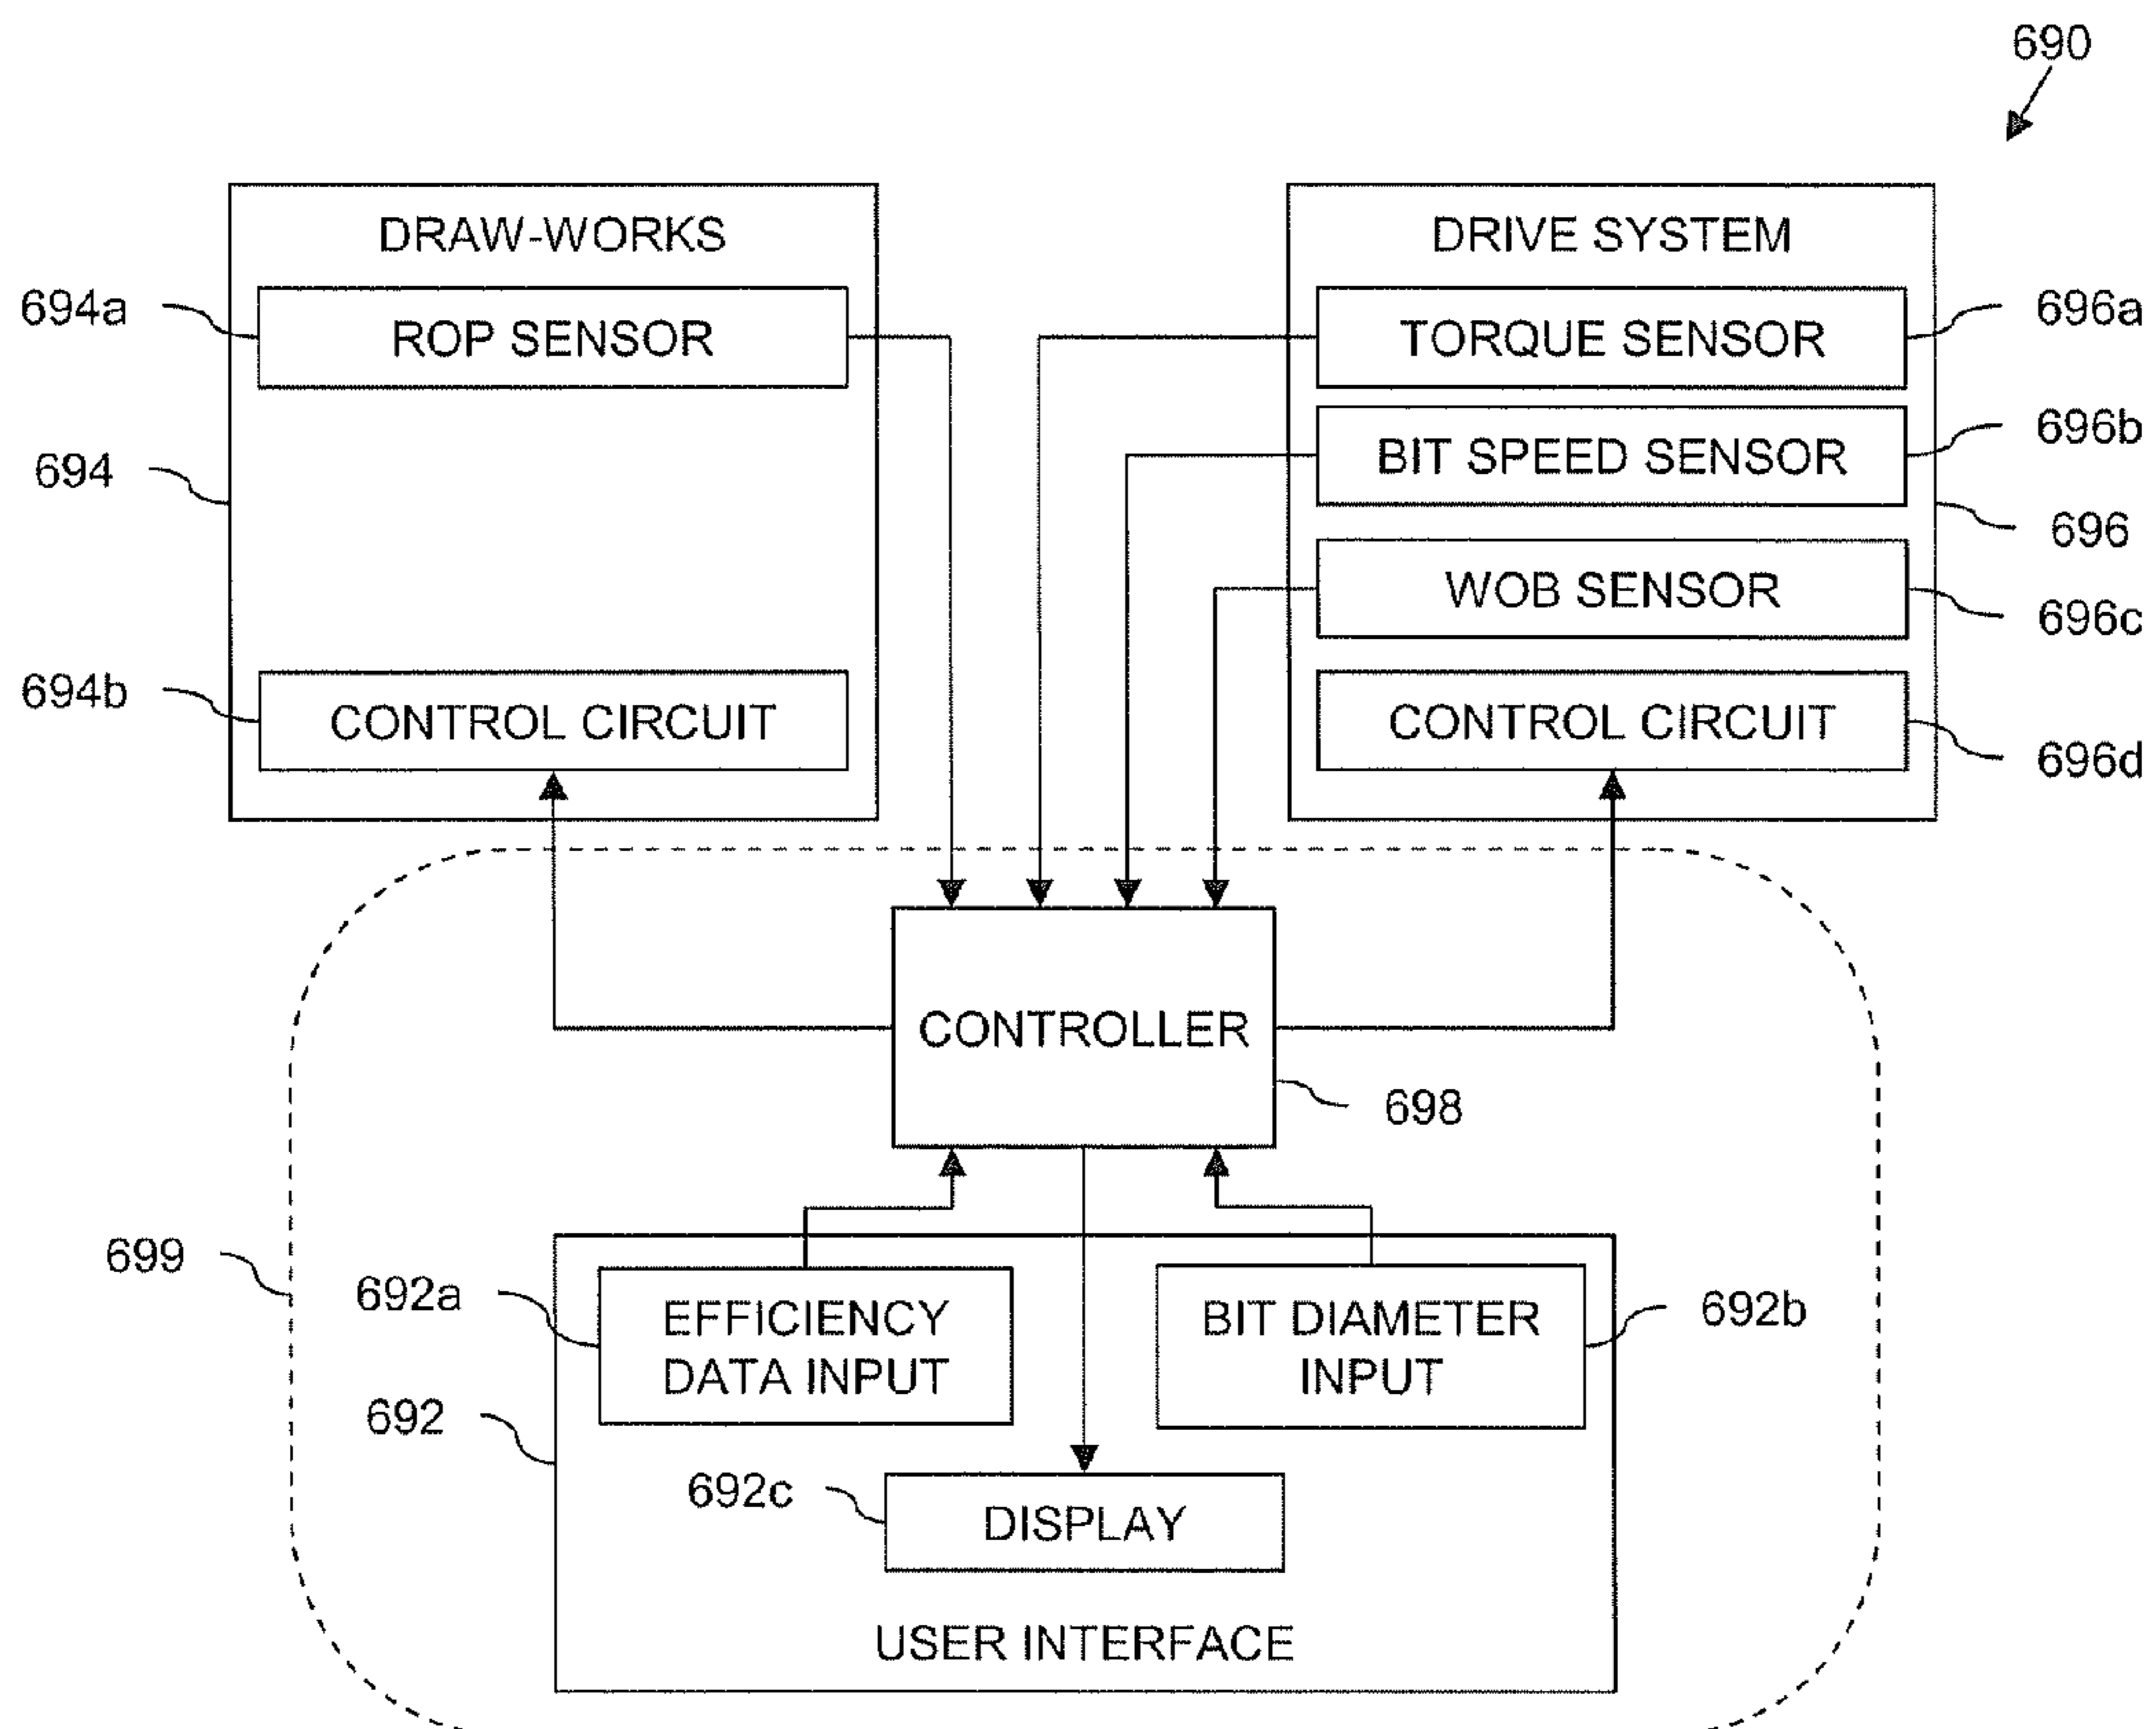 690
DRAW-WORKS
694a
ROP SENSOR
694
694b
CONTROL CIRCUIT
DRIVE SYSTEM
TORQUE SENSOR
696a
BIT SPEED SENSOR
696b
696
WOB SENSOR
696c
CONTROL CIRCUIT
696d
CONTROLLER
698
699
692a
EFFICIENCY
DATA INPUT
BIT DIAMETER
INPUT
692b
692
692c
DISPLAY
USER INTERFACE